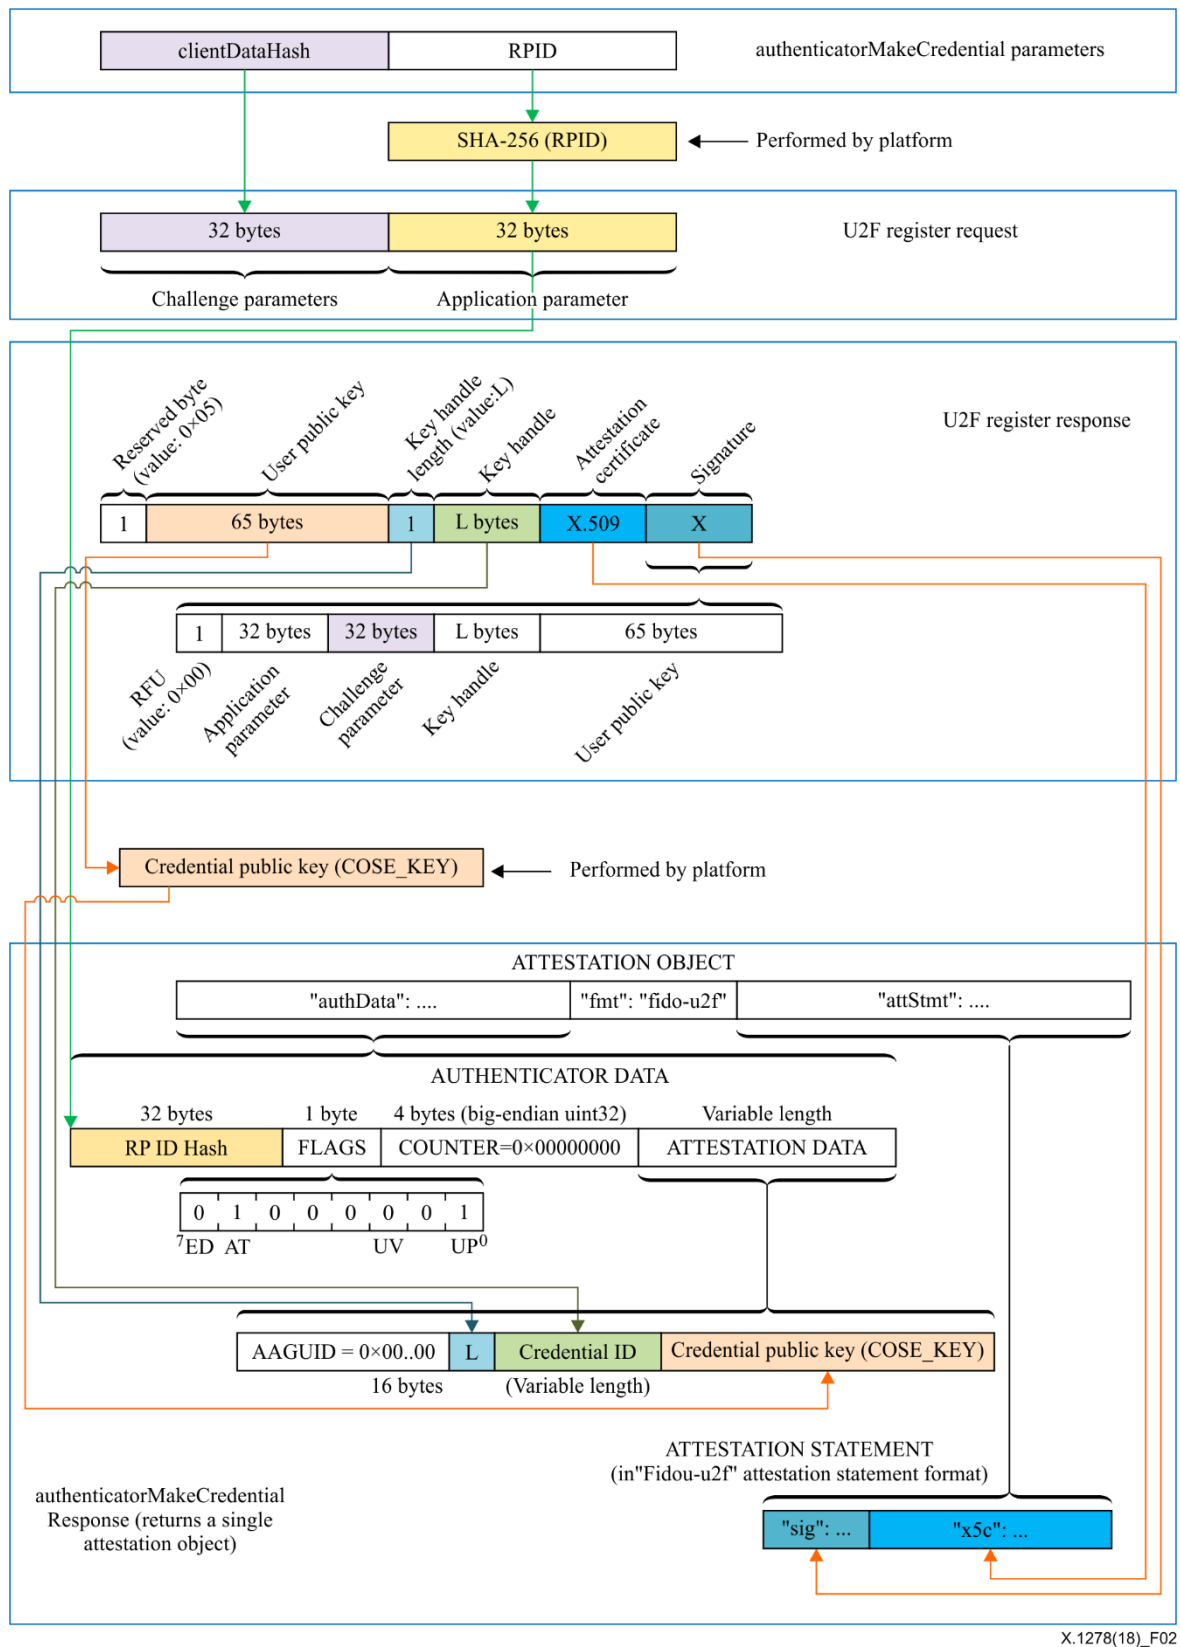 clientDataHash
RPID
authenticatorMakeCredential parameters
SHA-256 (RPID)
Performed by platform
32 bytes
32 bytes
U2F register request
Challenge parameters
Application parameter
U2F register response
Reserved byte
(value: 0×05)
User public key
Key handle
length (value:L)
Key handle
Attestation
certificate
Signature
1
65 bytes
1
L bytes
X.509
X
1
32 bytes
32 bytes
L bytes
65 bytes
RFU
(value: 0×00)
Application
parameter
Challenge
parameter
Key handle
User public key
Credential public key (COSE_KEY)
Performed by platform
ATTESTATION OBJECT
"authData": ....
"fmt": "fido-u2f"
"attStmt": ....
AUTHENTICATOR DATA
32 bytes
1 byte
4 bytes (big-endian uint32)
Variable length
RP ID Hash
FLAGS
COUNTER=0×00000000
ATTESTATION DATA
0 1 0 0 0 0 0 1
7 ED AT UV UP 0
AAGUID = 0×00..00
L
Credential ID
Credential public key (COSE_KEY)
16 bytes
(Variable length)
ATTESTATION STATEMENT
(in"Fidou-u2f" attestation statement format)
authenticatorMakeCredential
Response (returns a single
attestation object)
"sig": ...
"x5c": ...
X.1278(18)_F02